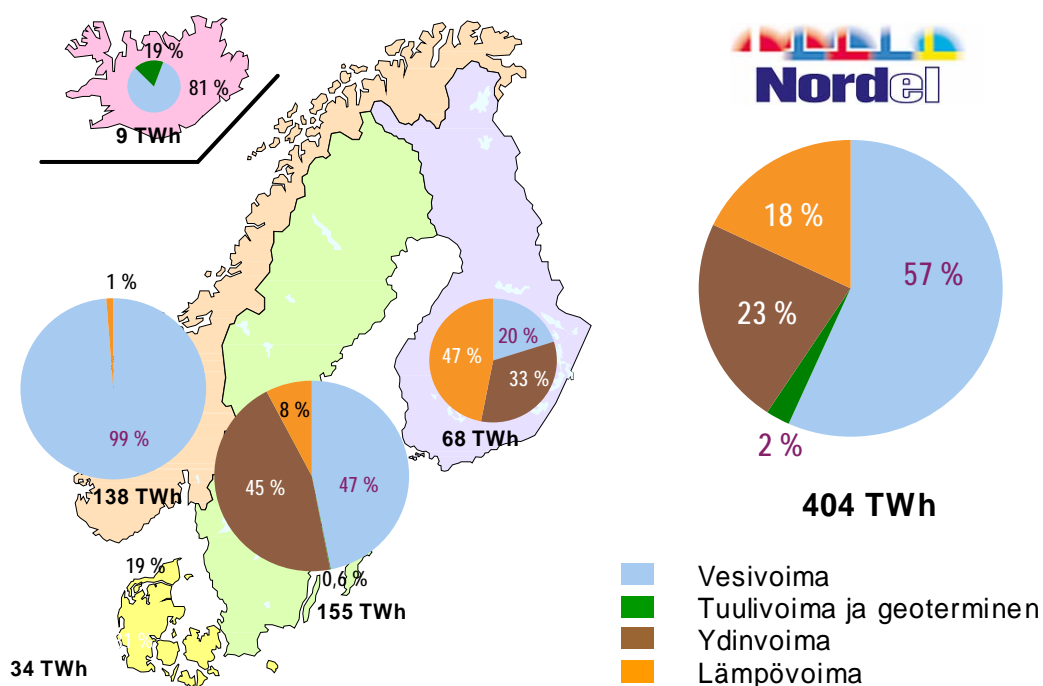 19 %
81 %
9 TWh
Nordel
18 %
57 %
23 %
2 %
404 TWh
1 %
99 %
138 TWh
20 %
47 %
33 %
68 TWh
8 %
45 %
47 %
0,6 %
155 TWh
19 %
34 TWh
Vesivoima
Tuulivoima ja geoterminen
Ydinvoima
Lämpövoima